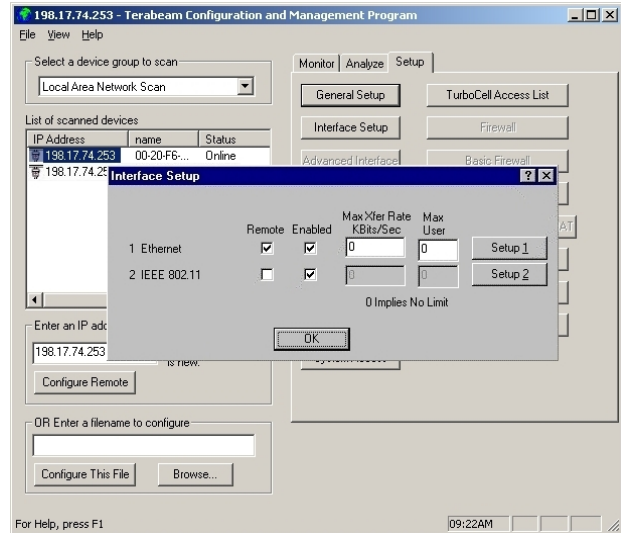 198.17.74.253 - Terabeam Configuration and Management Program
File View Help
Select a device group to scan
Local Area Network Scan
List of scanned devices
IP Address name Status
198.17.74.253 00-20-F6-... Online
198.17.74.25
Enter an IP add
198.17.74.253
is new.
Configure Remote
OR Enter a filename to configure
Configure This File Browse...
Monitor Analyze Setup
General Setup TurboCell Access List
Interface Setup Firewall
Advanced Interface Basic Firewall
AT
System Access
Interface Setup
Remote Enabled Max Xfer Rate KBits/Sec Max User
1 Ethernet 0 0 Setup 1
2 IEEE 802.11 0 0 Setup 2
0 Implies No Limit
OK
For Help, press F1 09:22AM